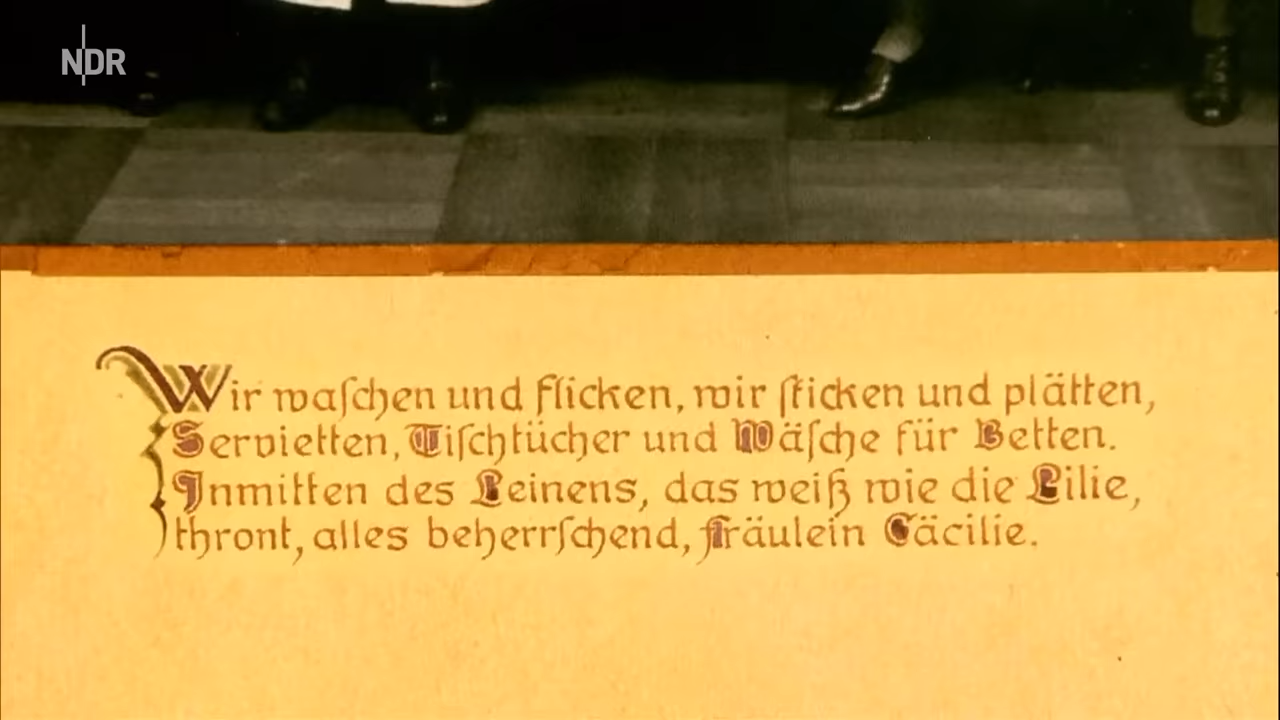 NDR
Wir waſchen und flicken, wir ſticken und plätten,
Servietten, Tiſchtücher und Wäſche für Betten.
Inmitten des Leinens, das weiß wie die Lilie,
thront, alles beherrſchend, Fräulein Cäcilie.